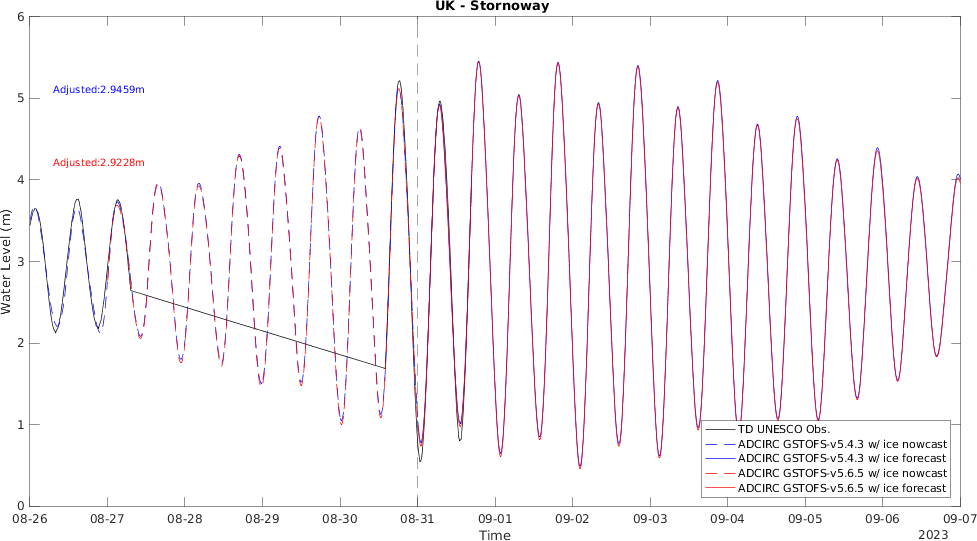 UK - Stornoway
6
5
4
3
2
1
0
Water Level (m)
Adjusted:2.9459m
Adjusted:2.9228m
TD UNESCO Obs.
ADCIRC GSTOFS-v5.4.3 w/ ice nowcast
ADCIRC GSTOFS-v5.4.3 w/ ice forecast
ADCIRC GSTOFS-v5.6.5 w/ ice nowcast
ADCIRC GSTOFS-v5.6.5 w/ ice forecast
08-26 08-27 08-28 08-29 08-30 08-31 09-01 09-02 09-03 09-04 09-05 09-06 09-07
Time
2023